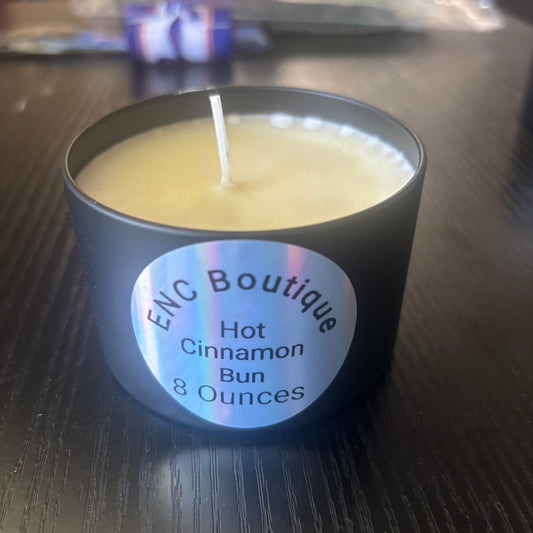 ENC Boutique
Hot
Cinnamon
Bun
8 Ounces